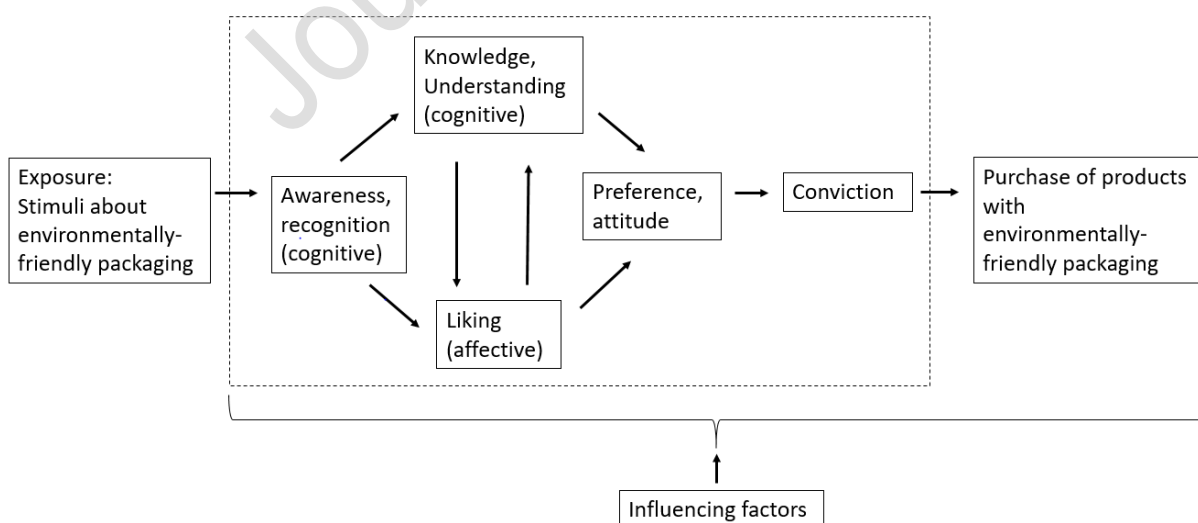 Jou
Knowledge,
Understanding
(cognitive)
Exposure:
Stimuli about
environmentally-
friendly packaging
Awareness,
recognition
(cognitive)
Preference,
attitude
Conviction
Purchase of products
with
environmentally-
friendly packaging
Liking
(affective)
Influencing factors